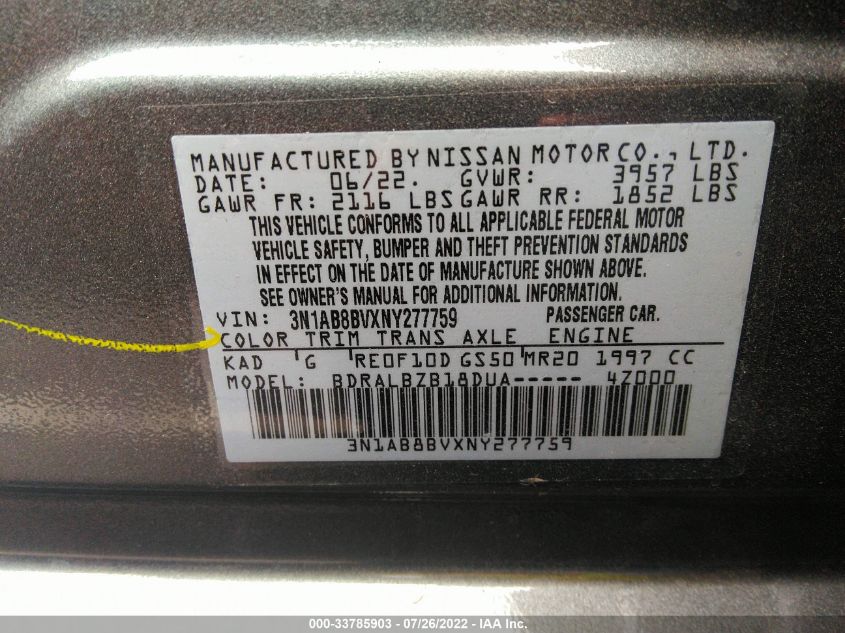 MANUFACTURED BY NISSAN MOTOR CO., LTD.
DATE: 06/22. GVWR: 3957 LBS
GAWR FR: 2116 LBS GAWR RR: 1852 LBS
THIS VEHICLE CONFORMS TO ALL APPLICABLE FEDERAL MOTOR
VEHICLE SAFETY, BUMPER AND THEFT PREVENTION STANDARDS
IN EFFECT ON THE DATE OF MANUFACTURE SHOWN ABOVE.
SEE OWNER'S MANUAL FOR ADDITIONAL INFORMATION.
VIN: 3N1AB8BVXNY277759 PASSENGER CAR.
COLOR TRIM TRANS AXLE ENGINE
KAD G RE0F10D GS50 MR20 1997 CC
MODEL: BDRALBZB18DUA----- 4Z000
3N1AB8BVXNY277759
000-33785903 - 07/26/2022 - IAA Inc.